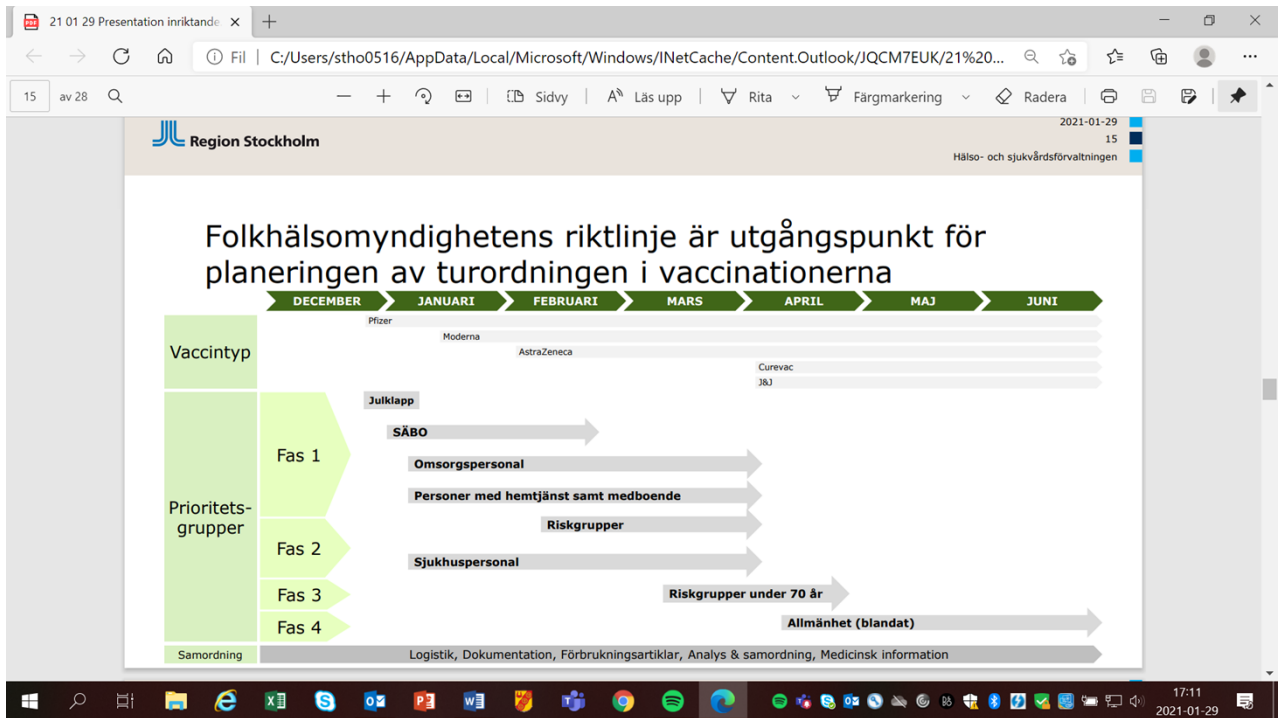 21 01 29 Presentation inriktande
Fil
C:/Users/stho0516/AppData/Local/Microsoft/Windows/INetCache/Content.Outlook/JQCM7EUK/21%20...
15 av 28
Sidvy
Läs upp
Rita
Färgmarkering
Radera
Region Stockholm
2021-01-29
15
Hälso- och sjukvårdsförvaltningen
Folkhälsomyndighetens riktlinje är utgångspunkt för
planeringen av turordningen i vaccinationerna
DECEMBER JANUARI FEBRUARI MARS APRIL MAJ JUNI
Vaccintyp
Pfizer
Moderna
AstraZeneca
Curevac
J&J
Prioritets-
grupper
Fas 1
Julklapp
SÄBO
Omsorgspersonal
Personer med hemtjänst samt medboende
Fas 2
Riskgrupper
Sjukhuspersonal
Fas 3
Riskgrupper under 70 år
Fas 4
Allmänhet (blandat)
Samordning
Logistik, Dokumentation, Förbrukningsartiklar, Analys & samordning, Medicinsk information
17:11
2021-01-29